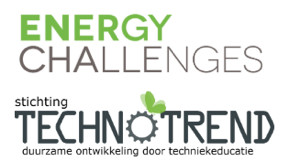 ENERGY
CHALLENGES
stichting
TECHNOTREND
duurzame ontwikkeling door techniekeducatie